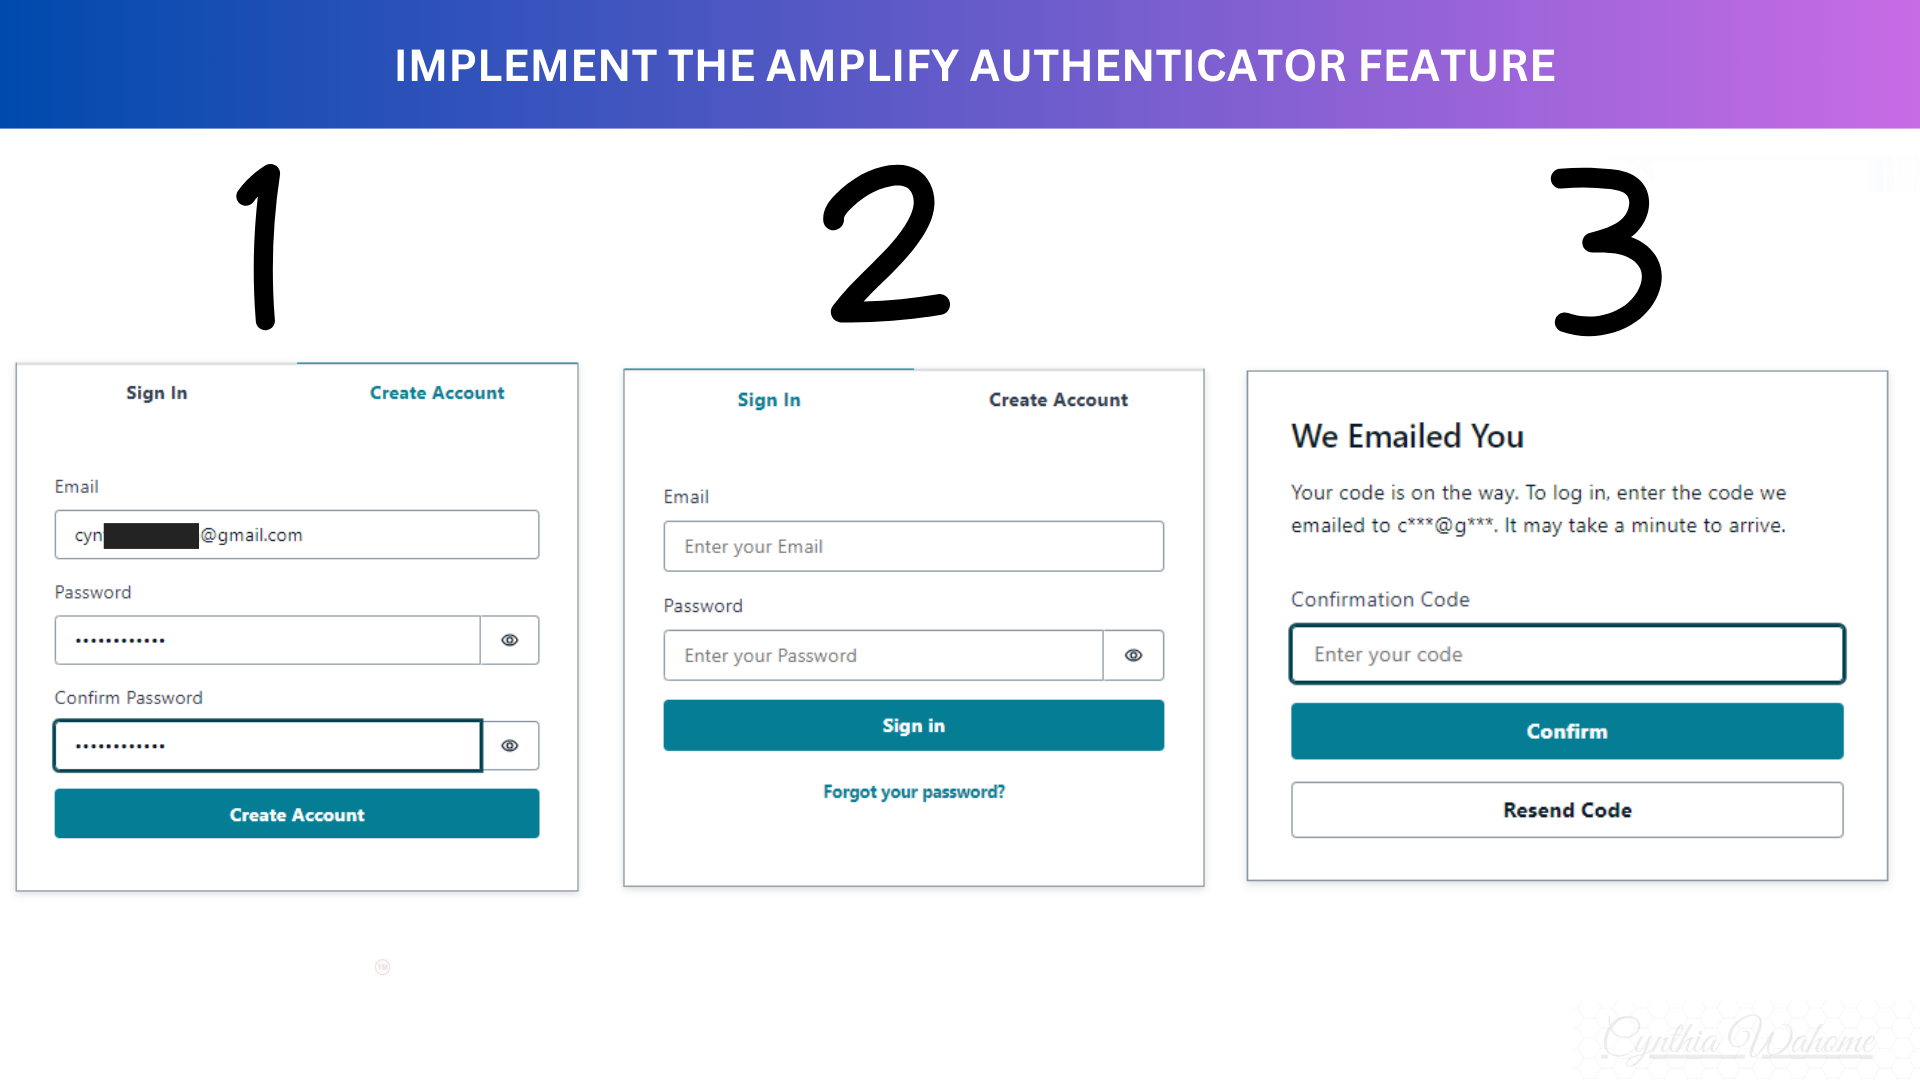 IMPLEMENT THE AMPLIFY AUTHENTICATOR FEATURE
1
2
3
Sign In
Create Account
Email
cyn
@gmail.com
Password
••••••••••••
Confirm Password
••••••••••••
Create Account
Sign In
Create Account
Email
Enter your Email
Password
Enter your Password
Sign in
Forgot your password?
We Emailed You
Your code is on the way. To log in, enter the code we
emailed to c***@g***. It may take a minute to arrive.
Confirmation Code
Enter your code
Confirm
Resend Code
TM
Cynthia Wahome